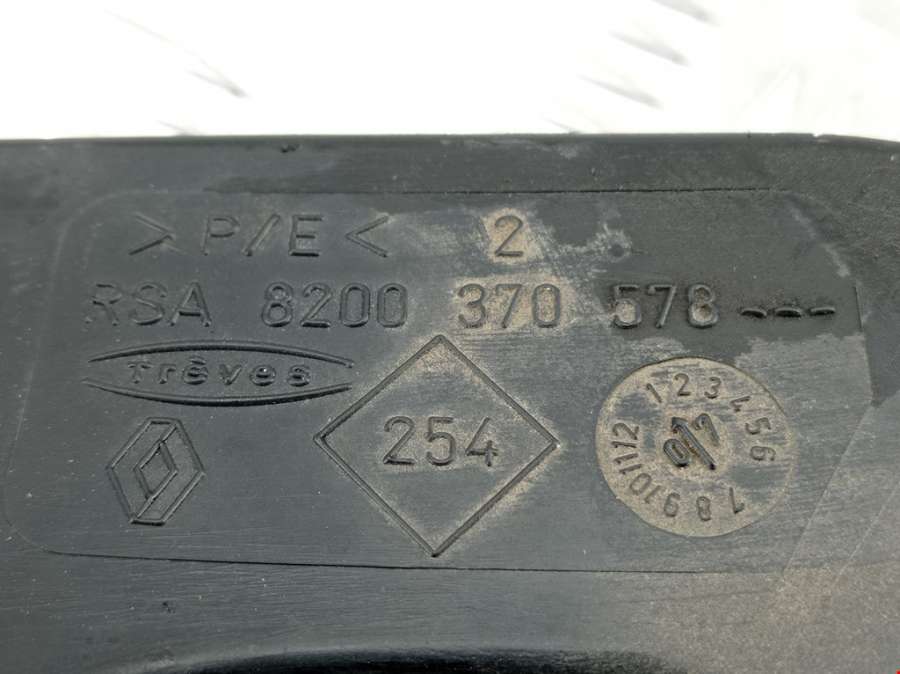 >P/E< 2
RSA 8200 370 578 ---
Trêves
254
1 2 3 4 5 6 7 8 9 10 11 12
07